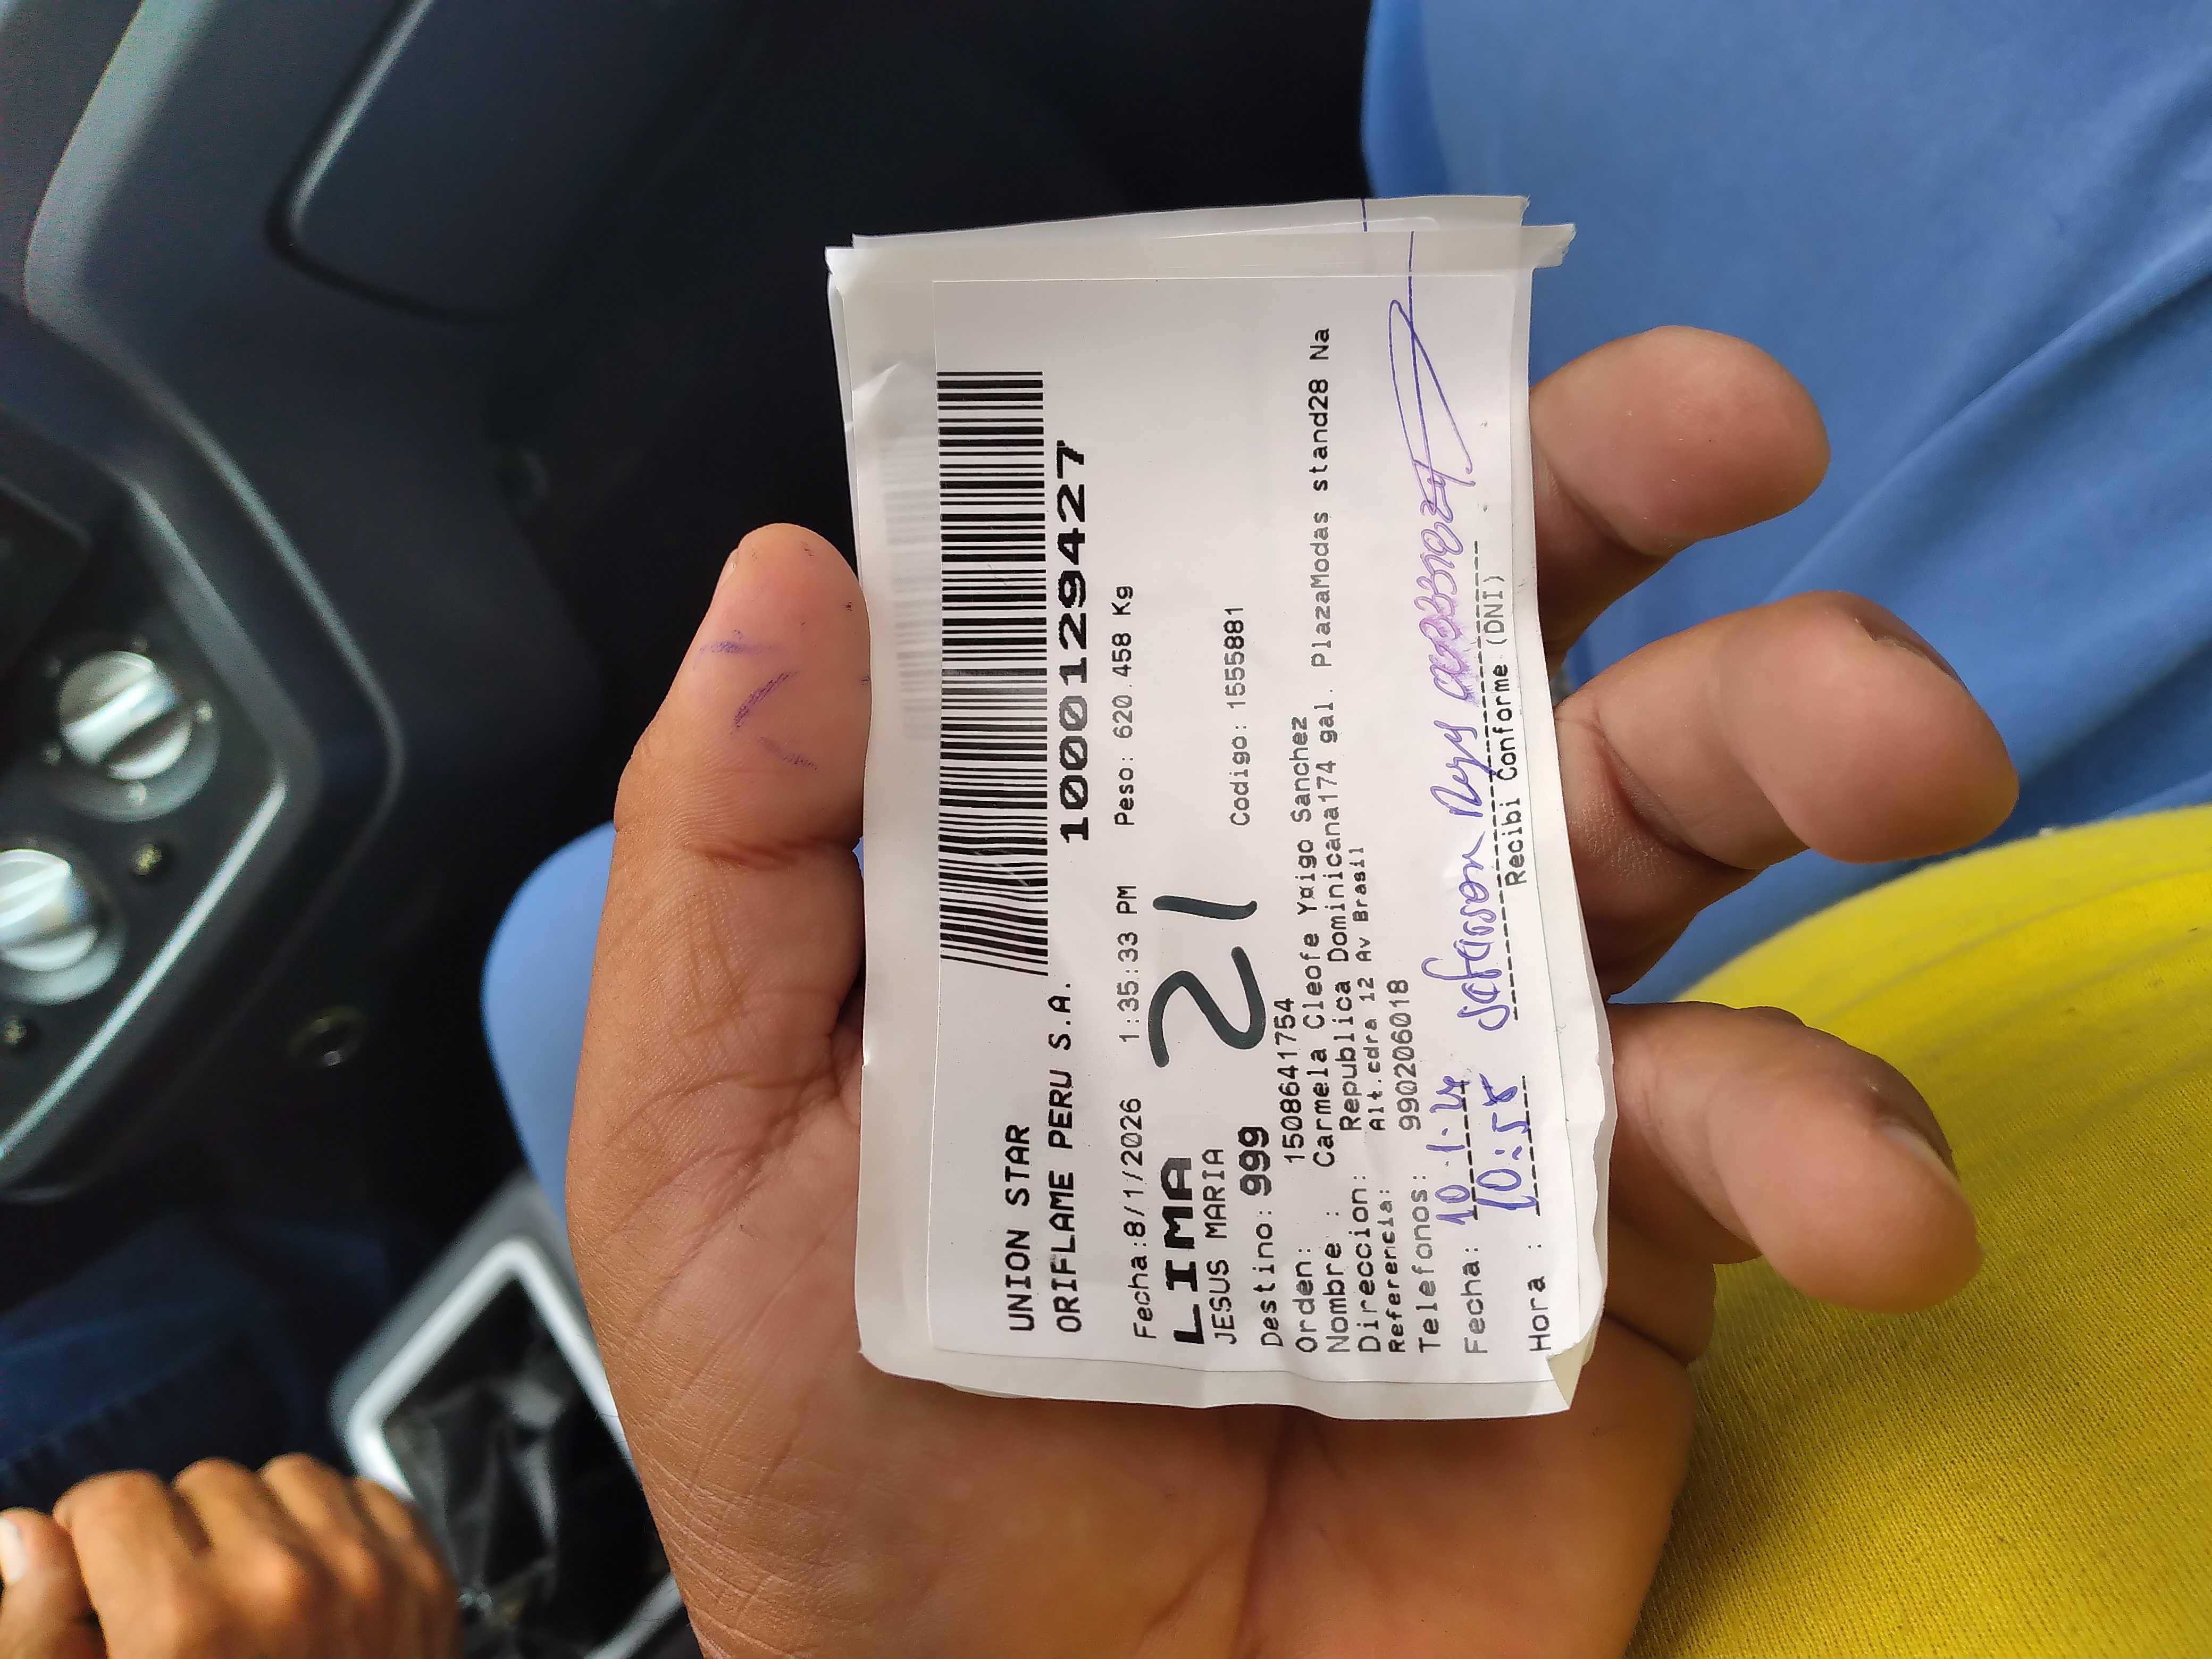 UNION STAR
ORIFLAME PERU S.A.
10001294427
Fecha:8/1/2026 1:35:33 PM Peso: 620.458 Kg
LIMA
21
JESUS MARIA
Destino: 999 Codigo: 1555881
Orden: 1508641754
Nombre : Carmela Cleofe Yaigo Sanchez
Direccion: Republica Dominicana174 gal. PlazaModas stand28 Na
Referencia: Alt.cdra 12 Av Brasil
Telefonos: 990206018
Fecha: 10.1.
Hora : 10:58
Recibi Conforme (DNI)